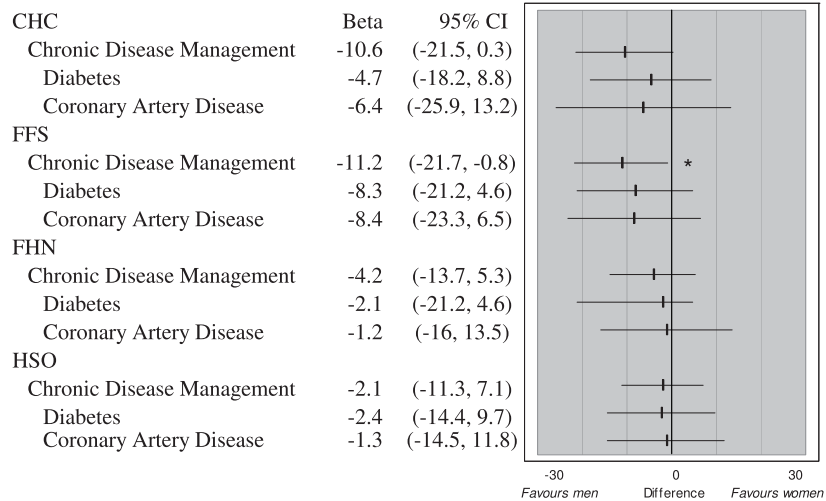 CHC Beta 95% CI
Chronic Disease Management -10.6 (-21.5, 0.3)
Diabetes -4.7 (-18.2, 8.8)
Coronary Artery Disease -6.4 (-25.9, 13.2)
FFS
Chronic Disease Management -11.2 (-21.7, -0.8) *
Diabetes -8.3 (-21.2, 4.6)
Coronary Artery Disease -8.4 (-23.3, 6.5)
FHN
Chronic Disease Management -4.2 (-13.7, 5.3)
Diabetes -2.1 (-21.2, 4.6)
Coronary Artery Disease -1.2 (-16, 13.5)
HSO
Chronic Disease Management -2.1 (-11.3, 7.1)
Diabetes -2.4 (-14.4, 9.7)
Coronary Artery Disease -1.3 (-14.5, 11.8)
-30 0 30
Favours men Difference Favours women